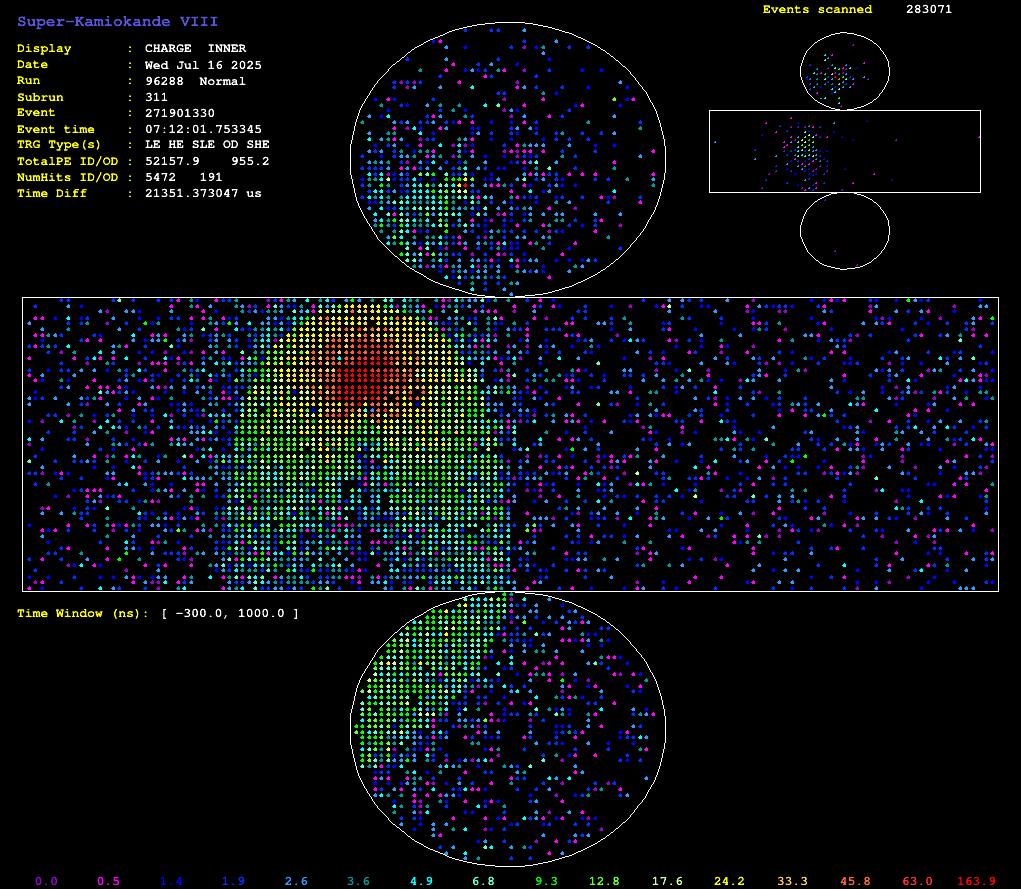 Super-Kamiokande VIII
Events scanned 283071
Display : CHARGE INNER
Date : Wed Jul 16 2025
Run : 96288 Normal
Subrun : 311
Event : 271901330
Event time : 07:12:01.753345
TRG Type(s) : LE HE SLE OD SHE
TotalPE ID/OD : 52157.9 955.2
NumHits ID/OD : 5472 191
Time Diff : 21351.373047 us
Time Window (ns): [ -300.0, 1000.0 ]
0.0 0.5 1.4 1.9 2.6 3.6 4.9 6.8 9.3 12.8 17.6 24.2 33.3 45.8 63.0 163.9